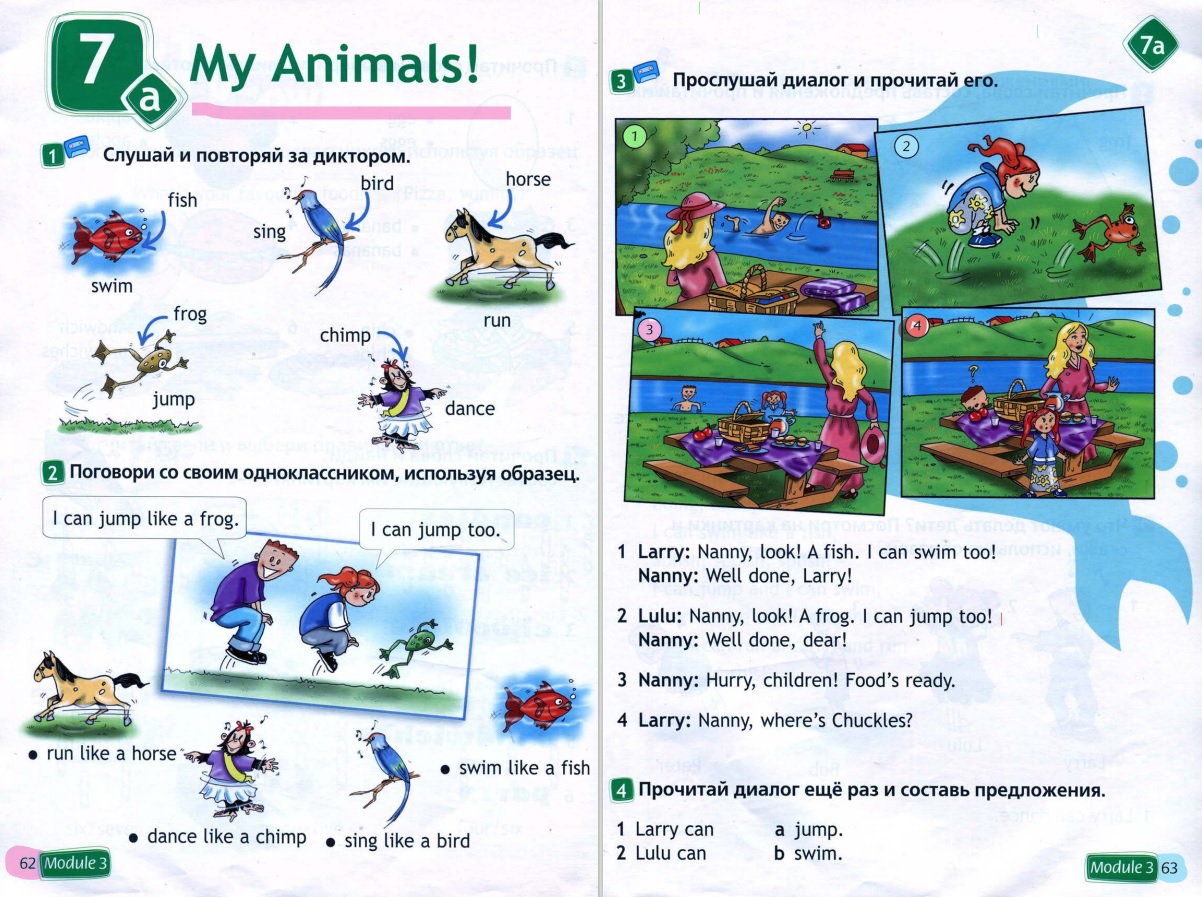 7
a
My Animals!
1 Слушай и повторяй за диктором.
fish
swim
bird
sing
horse
run
frog
jump
chimp
dance
2 Поговори со своим одноклассником, используя образец.
I can jump like a frog.
I can jump too.
• run like a horse
• dance like a chimp
• sing like a bird
• swim like a fish
62 Module 3
7a
3 Прослушай диалог и прочитай его.
1
2
3
4
1 Larry: Nanny, look! A fish. I can swim too!
Nanny: Well done, Larry!
2 Lulu: Nanny, look! A frog. I can jump too!
Nanny: Well done, dear!
3 Nanny: Hurry, children! Food's ready.
4 Larry: Nanny, where's Chuckles?
4 Прочитай диалог ещё раз и составь предложения.
1 Larry can a jump.
2 Lulu can b swim.
Module 3 63